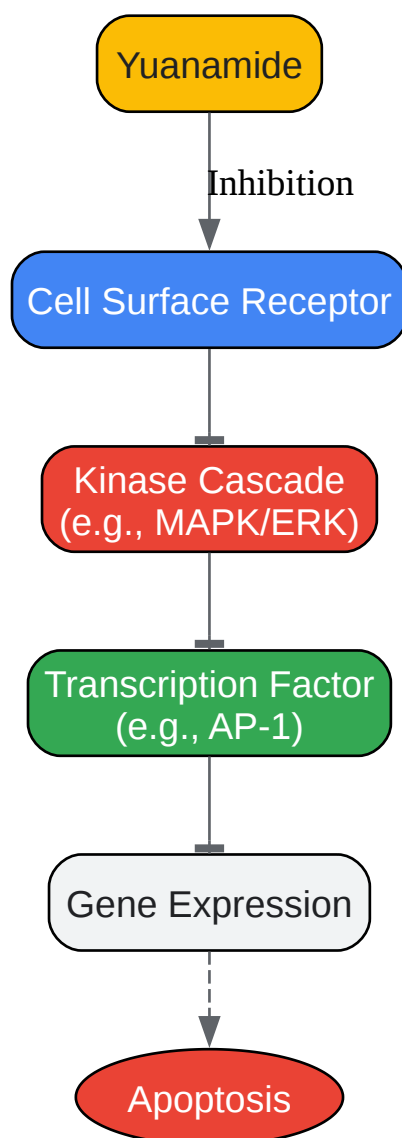 Yuanamide
Inhibition
Cell Surface Receptor
Kinase Cascade
(e.g., MAPK/ERK)
Transcription Factor
(e.g., AP-1)
Gene Expression
Apoptosis